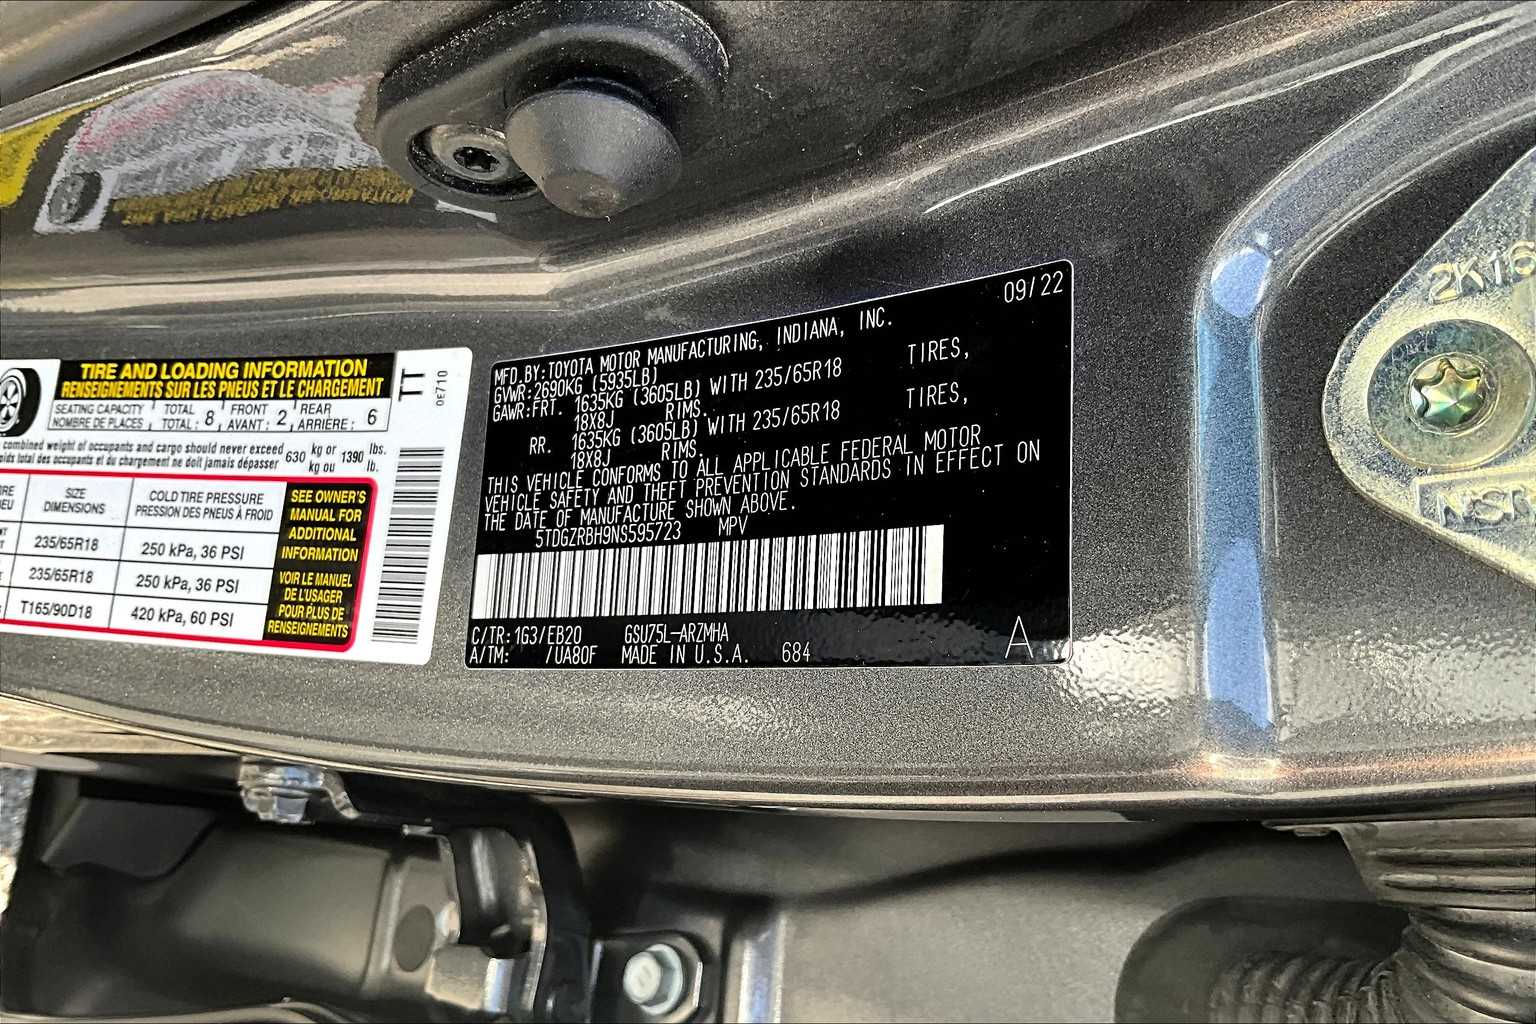 TIRE AND LOADING INFORMATION
RENSEIGNEMENTS SUR LES PNEUS ET LE CHARGEMENT
SEATING CAPACITY TOTAL FRONT REAR
NOMBRE DE PLACES TOTAL : 8 AVANT : 2 ARRIÈRE : 6
combined weight of occupants and cargo should never exceed 630 kg or 1390 lbs.
total des occupants et du chargement ne doit jamais dépasser kg ou lb.
SIZE COLD TIRE PRESSURE
DIMENSIONS PRESSION DES PNEUS À FROID
235/65R18 250 kPa, 36 PSI
235/65R18 250 kPa, 36 PSI
T165/90D18 420 kPa, 60 PSI
SEE OWNER'S
MANUAL FOR
ADDITIONAL
INFORMATION
VOIR LE MANUEL
DE L'USAGER
POUR PLUS DE
RENSEIGNEMENTS
TT
0E710
09/22
MFD.BY:TOYOTA MOTOR MANUFACTURING, INDIANA, INC.
GVWR:2690KG (5935LB)
GAWR:FRT. 1635KG (3605LB) WITH 235/65R18 TIRES,
18X8J RIMS.
RR. 1635KG (3605LB) WITH 235/65R18 TIRES,
18X8J RIMS.
THIS VEHICLE CONFORMS TO ALL APPLICABLE FEDERAL MOTOR
VEHICLE SAFETY AND THEFT PREVENTION STANDARDS IN EFFECT ON
THE DATE OF MANUFACTURE SHOWN ABOVE.
5TDGZRBH9NS595723 MPV
C/TR:1G3/EB20 GSU75L-ARZMHA
A/TM: /UA80F MADE IN U.S.A. 684
A